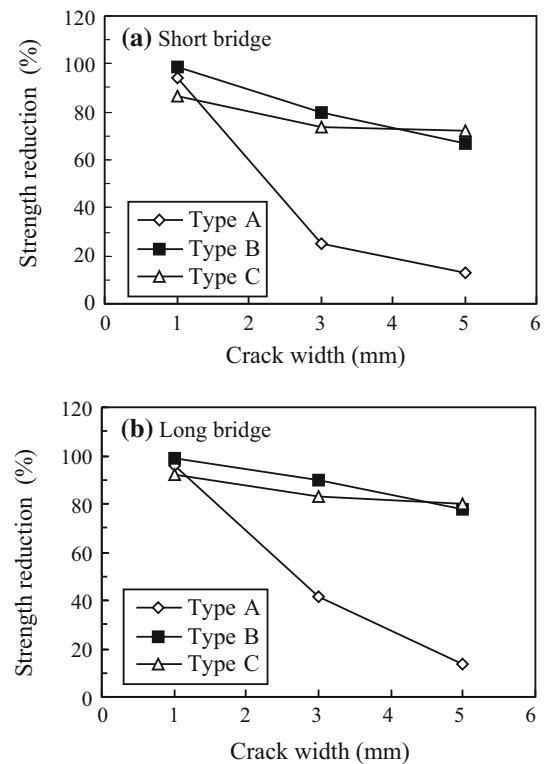 (a) Short bridge
Strength reduction (%)
120
100
80
60
40
20
0
Type A
Type B
Type C
0 1 2 3 4 5 6
Crack width (mm)
(b) Long bridge
Strength reduction (%)
120
100
80
60
40
20
0
Type A
Type B
Type C
0 1 2 3 4 5 6
Crack width (mm)